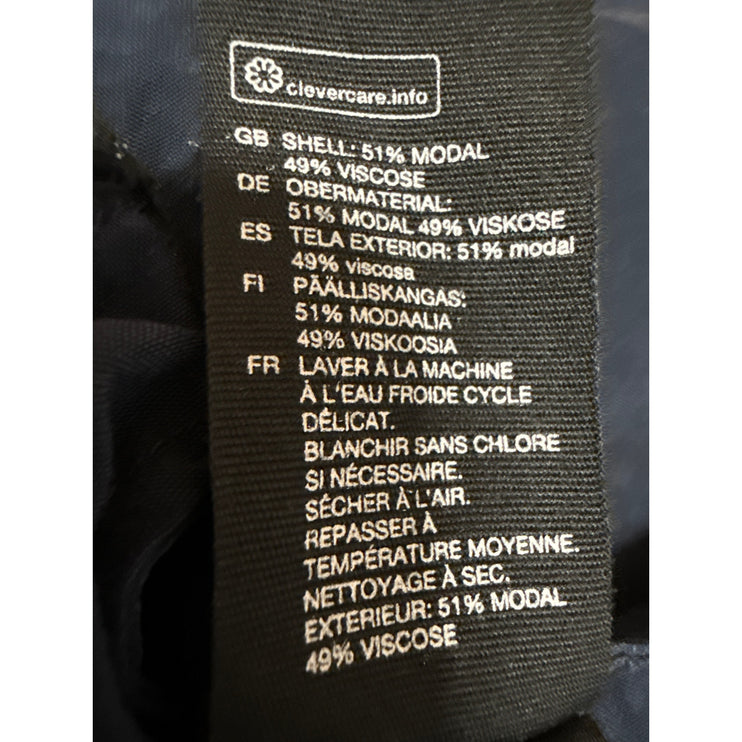 clevercare.info
GB SHELL: 51% MODAL
49% VISCOSE
DE OBERMATERIAL:
51% MODAL 49% VISKOSE
ES TELA EXTERIOR: 51% modal
49% viscosa
FI PÄÄLLISKANGAS:
51% MODAALIA
49% VISKOOSIA
FR LAVER À LA MACHINE
À L'EAU FROIDE CYCLE
DÉLICAT.
BLANCHIR SANS CHLORE
SI NÉCESSAIRE.
SÉCHER À L'AIR.
REPASSER À
TEMPÉRATURE MOYENNE.
NETTOYAGE À SEC.
EXTERIEUR: 51% MODAL
49% VISCOSE